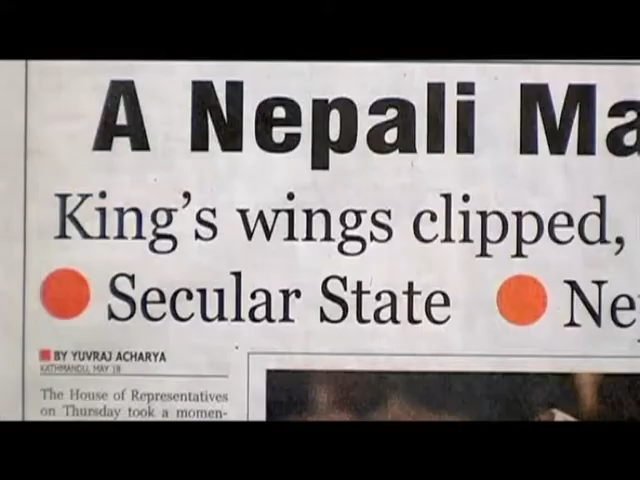 A Nepali Ma
King's wings clipped,
Secular State Ne
BY YUVRAJ ACHARYA
KATHMANDU, MAY 18
The House of Representatives
on Thursday took a momen-